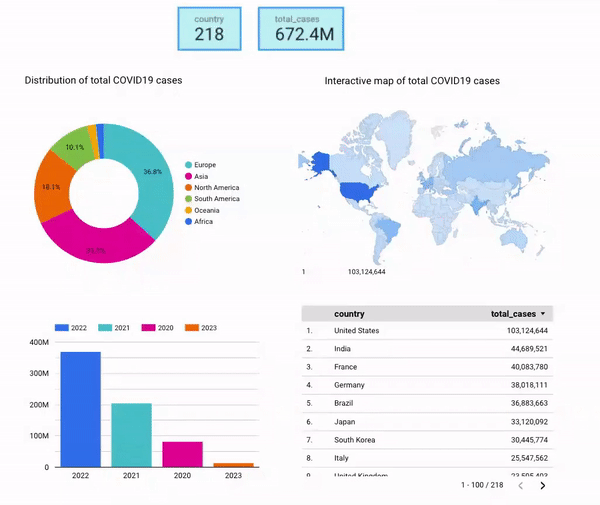 country
218
total_cases
672.4M
Distribution of total COVID19 cases
36.8%
18.1%
10.1%
Europe
Asia
North America
South America
Oceania
Africa
Interactive map of total COVID19 cases
1
103,124,644
2022
2021
2020
2023
400M
300M
200M
100M
0
2022
2021
2020
2023
country total_cases
1. United States 103,124,644
2. India 44,689,521
3. France 40,083,780
4. Germany 38,018,111
5. Brazil 36,883,663
6. Japan 33,120,092
7. South Korea 30,445,774
8. Italy 25,547,562
9. United Kingdom
1 - 100 / 218